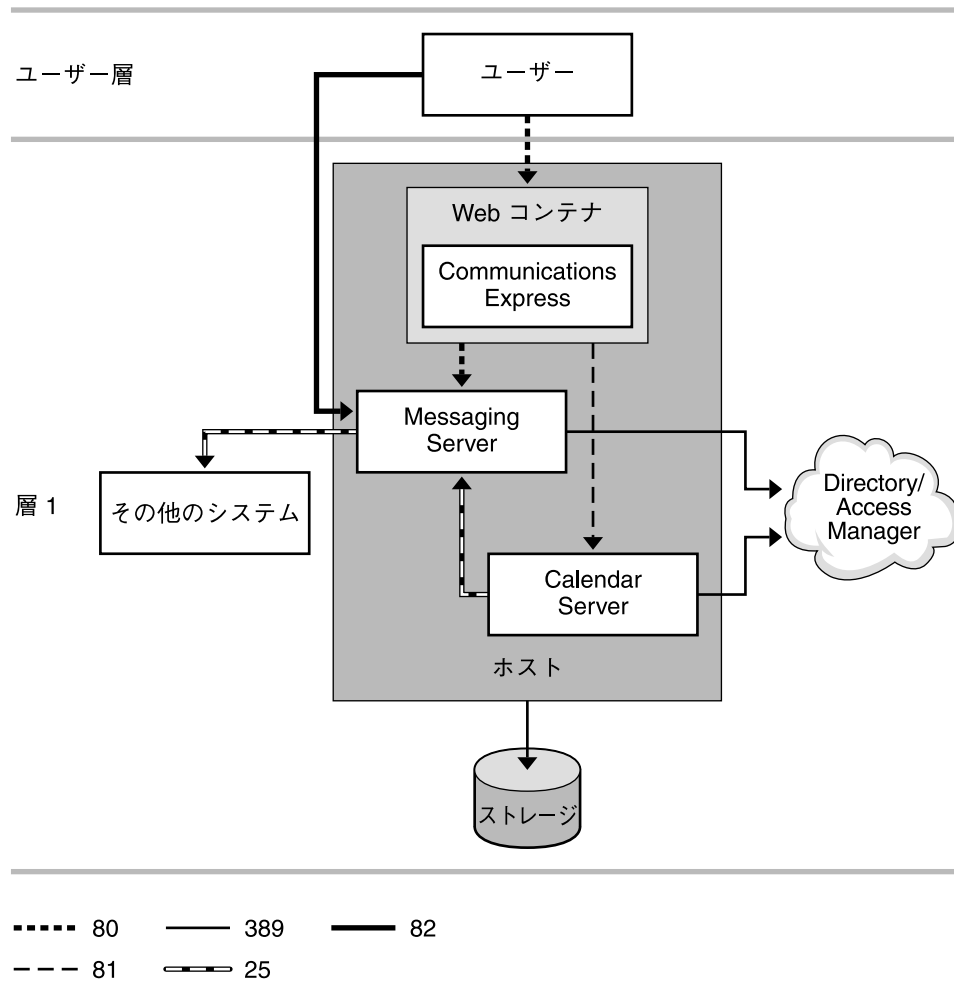 ユーザー層
ユーザー
Web コンテナ
Communications
Express
Messaging
Server
層 1
その他のシステム
Directory/
Access
Manager
Calendar
Server
ホスト
ストレージ
80
389
82
81
25